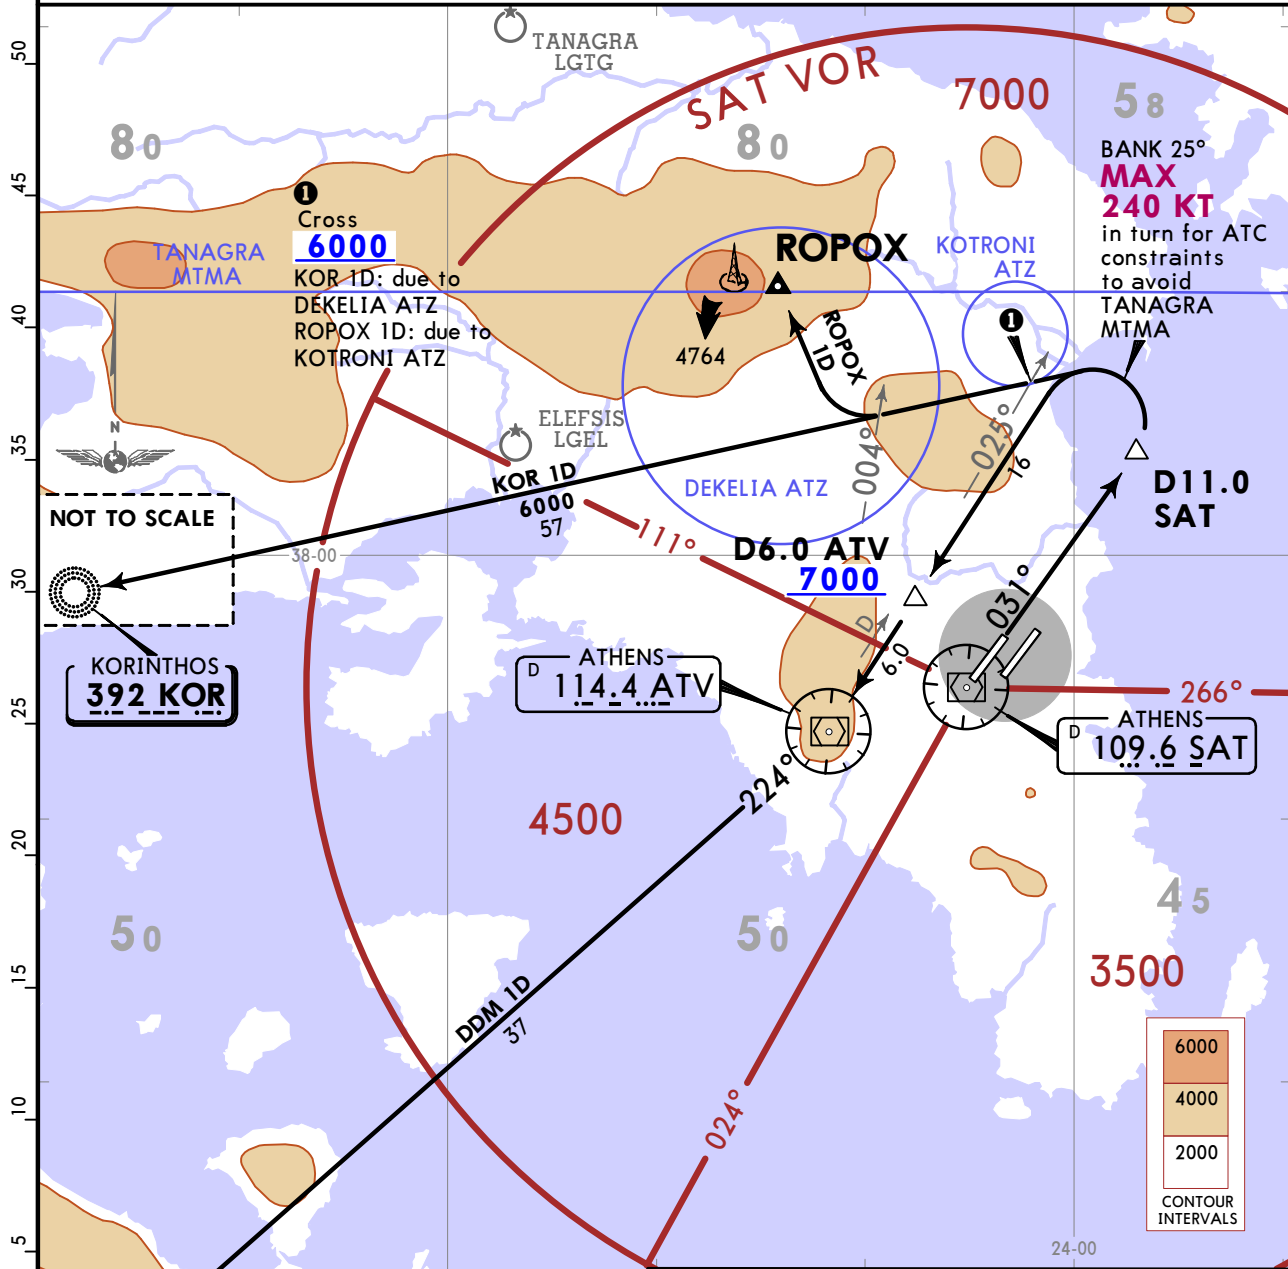 TANAGRA
LGTG
SAT VOR
7000
58
80
80
BANK 25°
MAX
240 KT
in turn for ATC
constraints
to avoid
TANAGRA
MTMA
1
Cross
6000
KOR 1D: due to
DEKELIA ATZ
ROPOX 1D: due to
KOTRONI ATZ
TANAGRA
MTMA
ROPOX
KOTRONI
ATZ
1
ROPOX
1D
4764
N
ELEFSIS
LGEL
004°
025°
16
KOR 1D
6000
57
DEKELIA ATZ
D11.0
SAT
NOT TO SCALE
111°
D6.0 ATV
7000
38-00
031°
D
6.0
KORINTHOS
392 KOR
D
ATHENS
114.4 ATV
266°
D
ATHENS
109.6 SAT
224°
4500
50
50
45
3500
DDM 1D
37
024°
6000
4000
2000
CONTOUR
INTERVALS
24-00
50
45
40
35
30
25
20
15
10
5